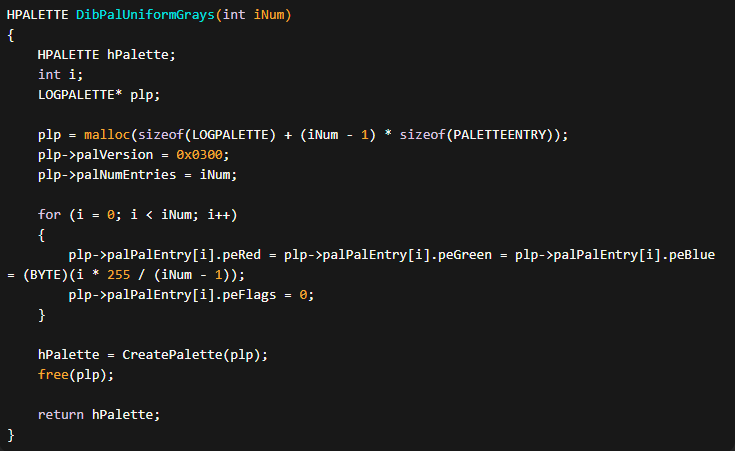 HPALETTE DibPalUniformGrays(int iNum)
{
    HPALETTE hPalette;
    int i;
    LOGPALETTE* plp;

    plp = malloc(sizeof(LOGPALETTE) + (iNum - 1) * sizeof(PALETTEENTRY));
    plp->palVersion = 0x0300;
    plp->palNumEntries = iNum;

    for (i = 0; i < iNum; i++)
    {
        plp->palPalEntry[i].peRed = plp->palPalEntry[i].peGreen = plp->palPalEntry[i].peBlue
= (BYTE)(i * 255 / (iNum - 1));
        plp->palPalEntry[i].peFlags = 0;
    }

    hPalette = CreatePalette(plp);
    free(plp);

    return hPalette;
}